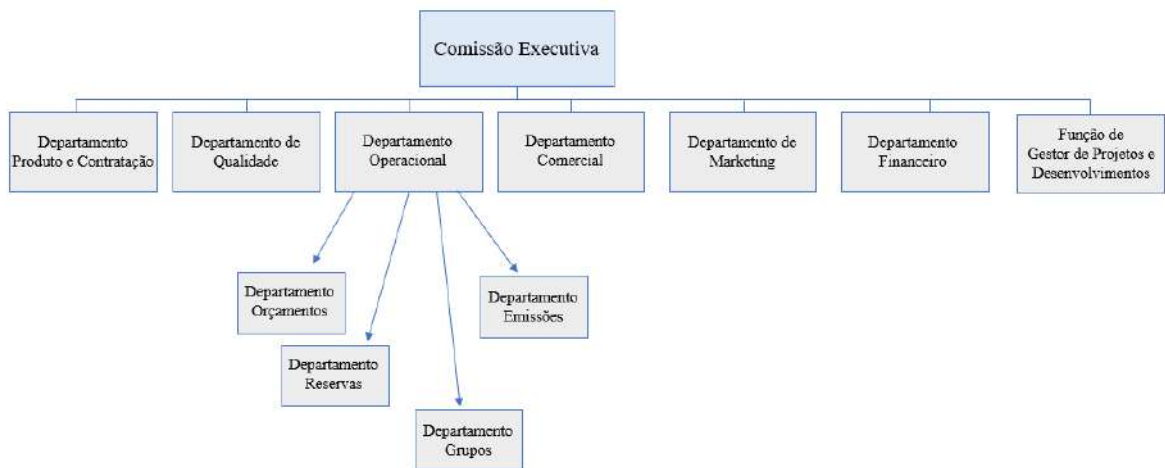 Comissão Executiva
Departamento
Produto e Contratação
Departamento de
Qualidade
Departamento
Operacional
Departamento
Comercial
Departamento de
Marketing
Departamento
Financeiro
Função de
Gestor de Projetos e
Desenvolvimentos
Departamento
Orçamentos
Departamento
Emissões
Departamento
Reservas
Departamento
Grupos